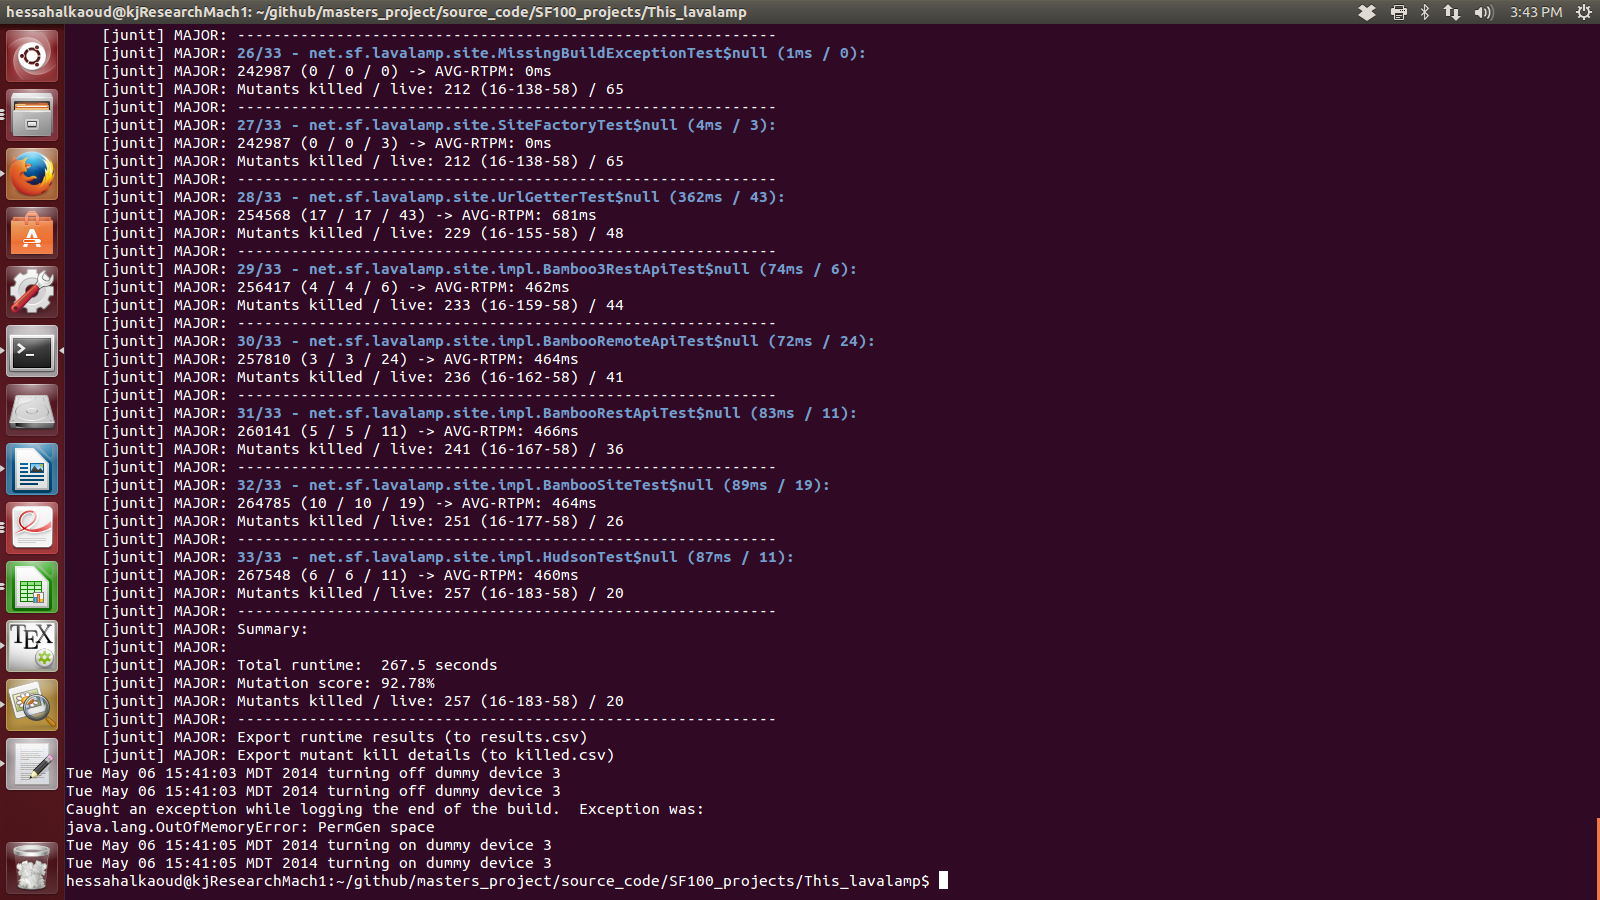 hessahalkaoud@kjResearchMach1: ~/github/masters_project/source_code/SF100_projects/This_lavalamp
3:43 PM
[junit] MAJOR: ------------------------------------------------------------
[junit] MAJOR: 26/33 - net.sf.lavalamp.site.MissingBuildExceptionTest$null (1ms / 0):
[junit] MAJOR: 242987 (0 / 0 / 0) -> AVG-RTPM: 0ms
[junit] MAJOR: Mutants killed / live: 212 (16-138-58) / 65
[junit] MAJOR: ------------------------------------------------------------
[junit] MAJOR: 27/33 - net.sf.lavalamp.site.SiteFactoryTest$null (4ms / 3):
[junit] MAJOR: 242987 (0 / 0 / 3) -> AVG-RTPM: 0ms
[junit] MAJOR: Mutants killed / live: 212 (16-138-58) / 65
[junit] MAJOR: ------------------------------------------------------------
[junit] MAJOR: 28/33 - net.sf.lavalamp.site.UrlGetterTest$null (362ms / 43):
[junit] MAJOR: 254568 (17 / 17 / 43) -> AVG-RTPM: 681ms
[junit] MAJOR: Mutants killed / live: 229 (16-155-58) / 48
[junit] MAJOR: ------------------------------------------------------------
[junit] MAJOR: 29/33 - net.sf.lavalamp.site.impl.Bamboo3RestApiTest$null (74ms / 6):
[junit] MAJOR: 256417 (4 / 4 / 6) -> AVG-RTPM: 462ms
[junit] MAJOR: Mutants killed / live: 233 (16-159-58) / 44
[junit] MAJOR: ------------------------------------------------------------
[junit] MAJOR: 30/33 - net.sf.lavalamp.site.impl.BambooRemoteApiTest$null (72ms / 24):
[junit] MAJOR: 257810 (3 / 3 / 24) -> AVG-RTPM: 464ms
[junit] MAJOR: Mutants killed / live: 236 (16-162-58) / 41
[junit] MAJOR: ------------------------------------------------------------
[junit] MAJOR: 31/33 - net.sf.lavalamp.site.impl.BambooRestApiTest$null (83ms / 11):
[junit] MAJOR: 260141 (5 / 5 / 11) -> AVG-RTPM: 466ms
[junit] MAJOR: Mutants killed / live: 241 (16-167-58) / 36
[junit] MAJOR: ------------------------------------------------------------
[junit] MAJOR: 32/33 - net.sf.lavalamp.site.impl.BambooSiteTest$null (89ms / 19):
[junit] MAJOR: 264785 (10 / 10 / 19) -> AVG-RTPM: 464ms
[junit] MAJOR: Mutants killed / live: 251 (16-177-58) / 26
[junit] MAJOR: ------------------------------------------------------------
[junit] MAJOR: 33/33 - net.sf.lavalamp.site.impl.HudsonTest$null (87ms / 11):
[junit] MAJOR: 267548 (6 / 6 / 11) -> AVG-RTPM: 460ms
[junit] MAJOR: Mutants killed / live: 257 (16-183-58) / 20
[junit] MAJOR: ------------------------------------------------------------
[junit] MAJOR: Summary:
[junit] MAJOR:
[junit] MAJOR: Total runtime:  267.5 seconds
[junit] MAJOR: Mutation score: 92.78%
[junit] MAJOR: Mutants killed / live: 257 (16-183-58) / 20
[junit] MAJOR: ------------------------------------------------------------
[junit] MAJOR: Export runtime results (to results.csv)
[junit] MAJOR: Export mutant kill details (to killed.csv)
Tue May 06 15:41:03 MDT 2014 turning off dummy device 3
Tue May 06 15:41:03 MDT 2014 turning off dummy device 3
Caught an exception while logging the end of the build.  Exception was:
java.lang.OutOfMemoryError: PermGen space
Tue May 06 15:41:05 MDT 2014 turning on dummy device 3
Tue May 06 15:41:05 MDT 2014 turning on dummy device 3
hessahalkaoud@kjResearchMach1:~/github/masters_project/source_code/SF100_projects/This_lavalamp$
TEX